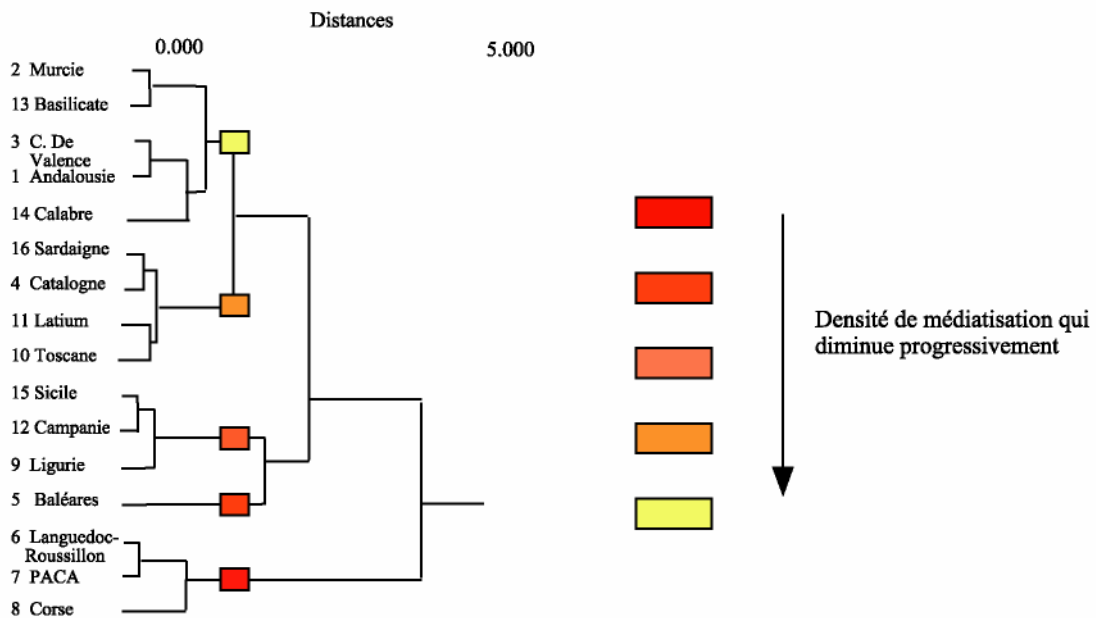 Distances
0.000 5.000
2 Murcie
13 Basilicate
3 C. De
Valence
1 Andalousie
14 Calabre
16 Sardaigne
4 Catalogne
11 Latium
10 Toscane
15 Sicile
12 Campanie
9 Ligurie
5 Baléares
6 Languedoc-
Roussillon
7 PACA
8 Corse
Densité de médiatisation qui
diminue progressivement